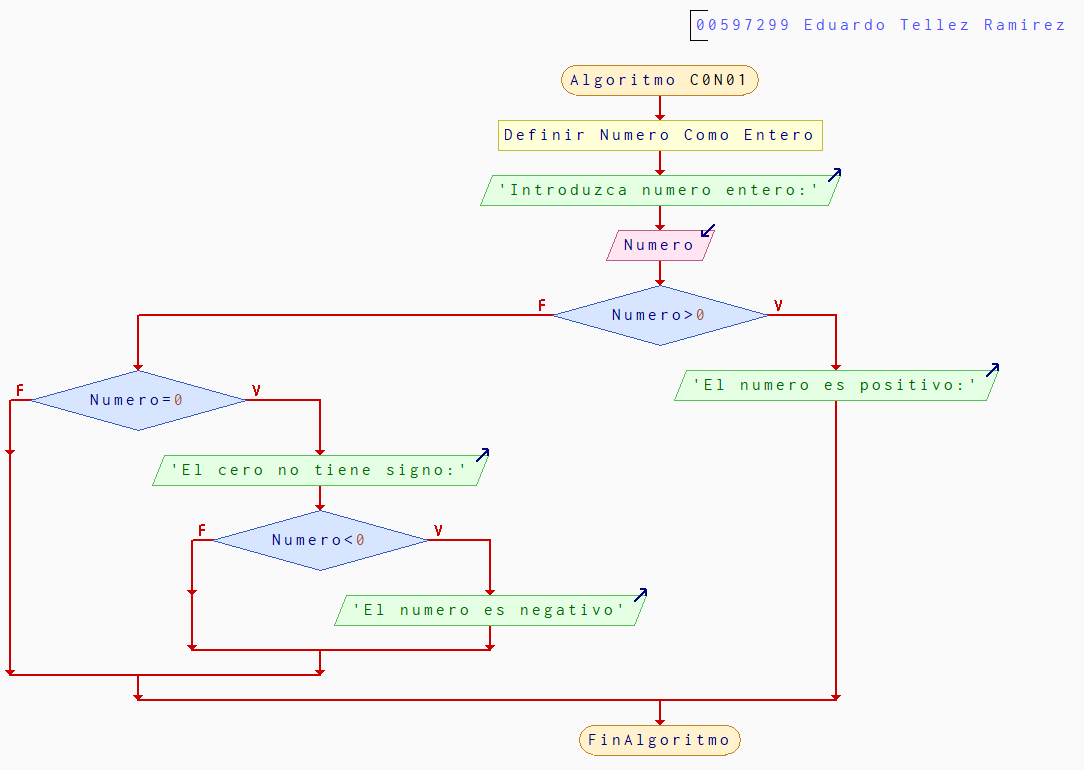 00597299 Eduardo Tellez Ramirez
Algoritmo C0N01
Definir Numero Como Entero
'Introduzca numero entero:'
Numero
F
Numero>0
V
F
Numero=0
V
'El numero es positivo:'
'El cero no tiene signo:'
F
Numero<0
V
'El numero es negativo'
FinAlgoritmo